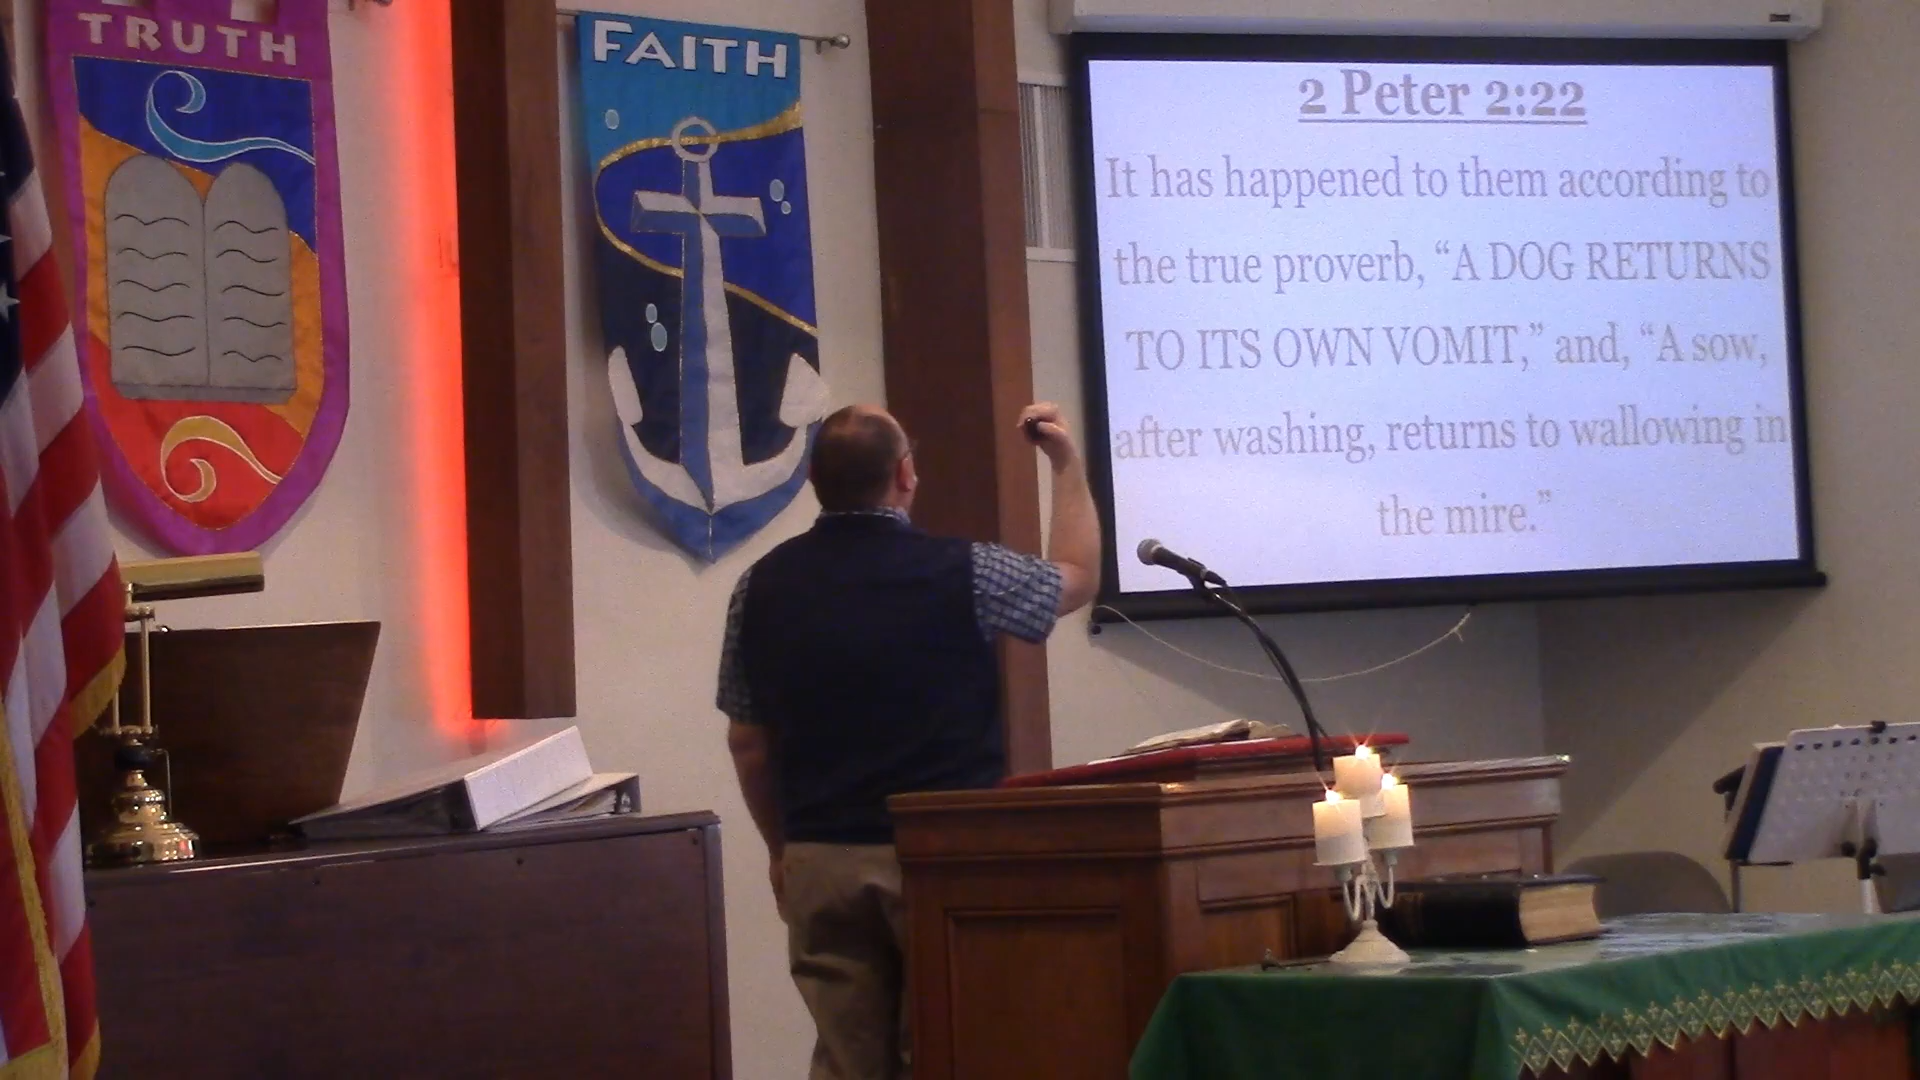 TRUTH
FAITH
2 Peter 2:22
It has happened to them according to
the true proverb, “A DOG RETURNS
TO ITS OWN VOMIT,” and, “A sow,
after washing, returns to wallowing in
the mire.”